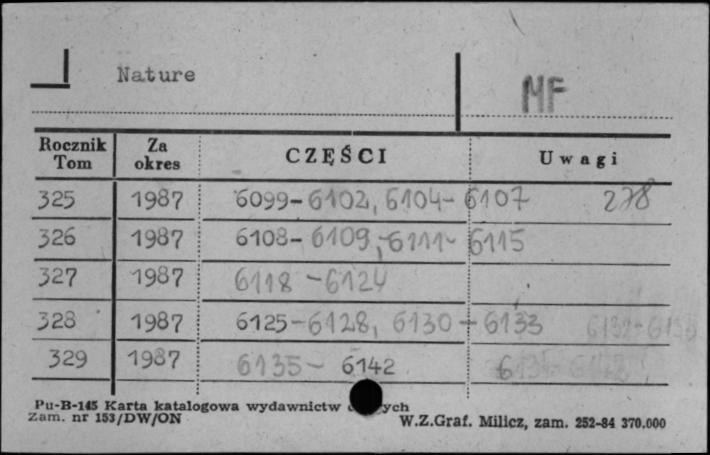 Nature
MF
Rocznik Tom Za okres CZĘŚCI Uwagi
325 1987 6099-6102, 6104-6107 278
326 1987 6108-6109, 6111-6115
327 1987 6118-6124
328 1987 6125-6128, 6130-6133
329 1987 6135-6142
Pu-B-145 Karta katalogowa wydawnictw ych
Zam. nr 153/DW/ON W.Z.Graf. Milicz, zam. 252-84 370.000